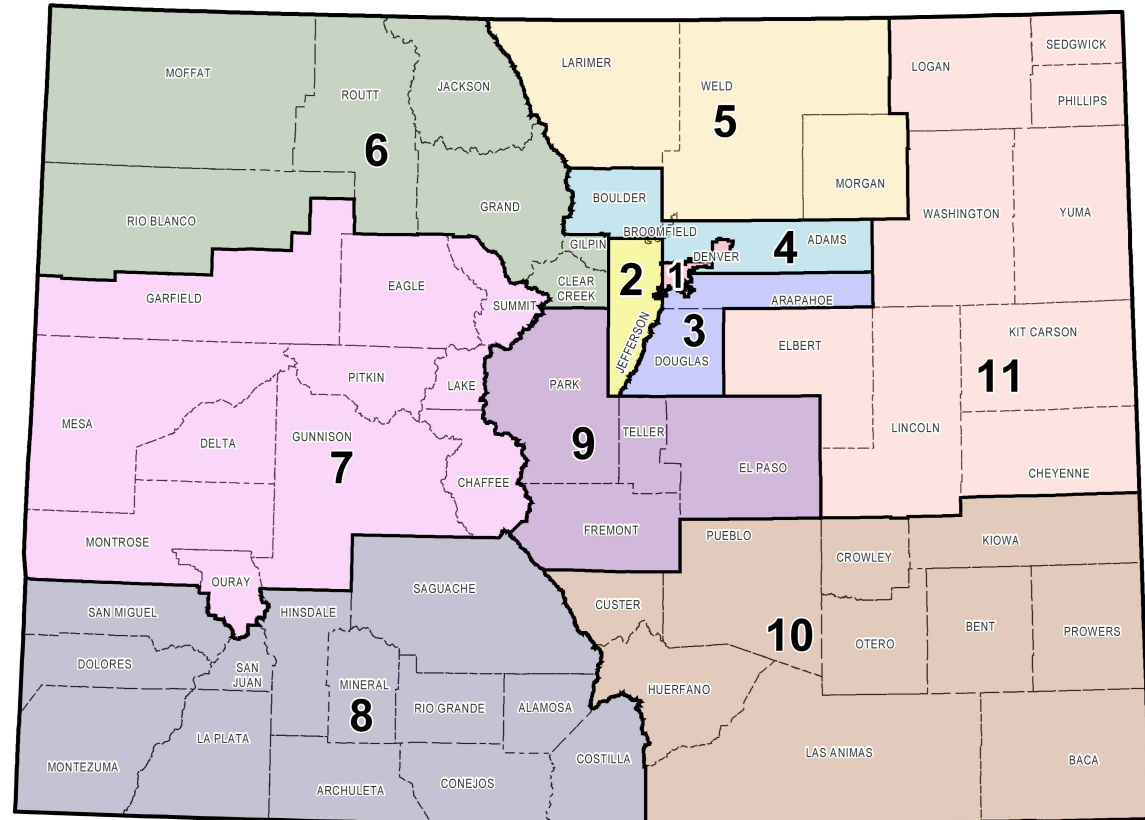 MOFFAT
ROUTT
JACKSON
LARIMER
WELD
LOGAN
SEDGWICK
PHILLIPS
6
5
MORGAN
RIO BLANCO
GRAND
BOULDER
WASHINGTON
YUMA
GILPIN
BROOMFIELD
4
ADAMS
DENVER
1
2
CLEAR
CREEK
GARFIELD
EAGLE
SUMMIT
ARAPAHOE
JEFFERSON
3
DOUGLAS
ELBERT
KIT CARSON
11
PITKIN
LAKE
PARK
MESA
DELTA
GUNNISON
7
CHAFFEE
9
TELLER
EL PASO
LINCOLN
CHEYENNE
MONTROSE
FREMONT
PUEBLO
CROWLEY
KIOWA
OURAY
SAGUACHE
SAN MIGUEL
HINSDALE
CUSTER
10
OTERO
BENT
PROWERS
DOLORES
SAN
JUAN
MINERAL
8
RIO GRANDE
ALAMOSA
HUERFANO
LA PLATA
MONTEZUMA
ARCHULETA
CONEJOS
COSTILLA
LAS ANIMAS
BACA